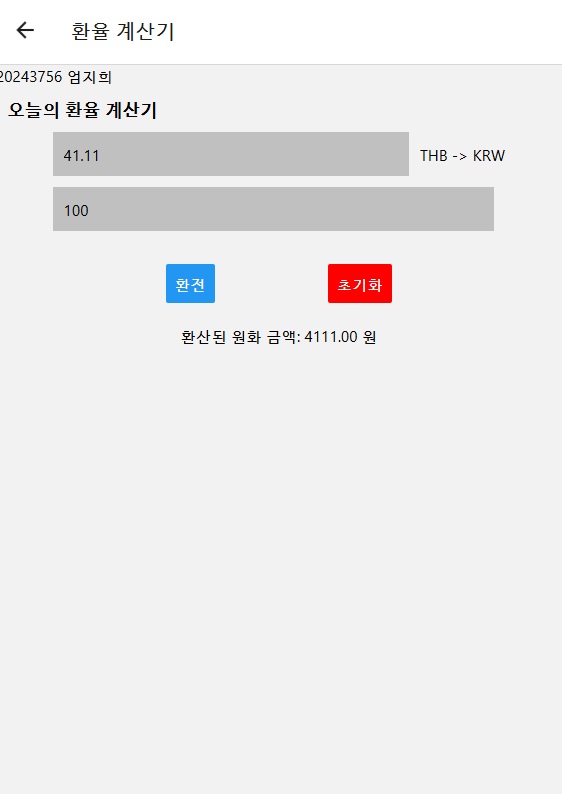 환율 계산기
20243756 엄지희
오늘의 환율 계산기
41.11 THB -> KRW
100
환전 초기화
환산된 원화 금액: 4111.00 원